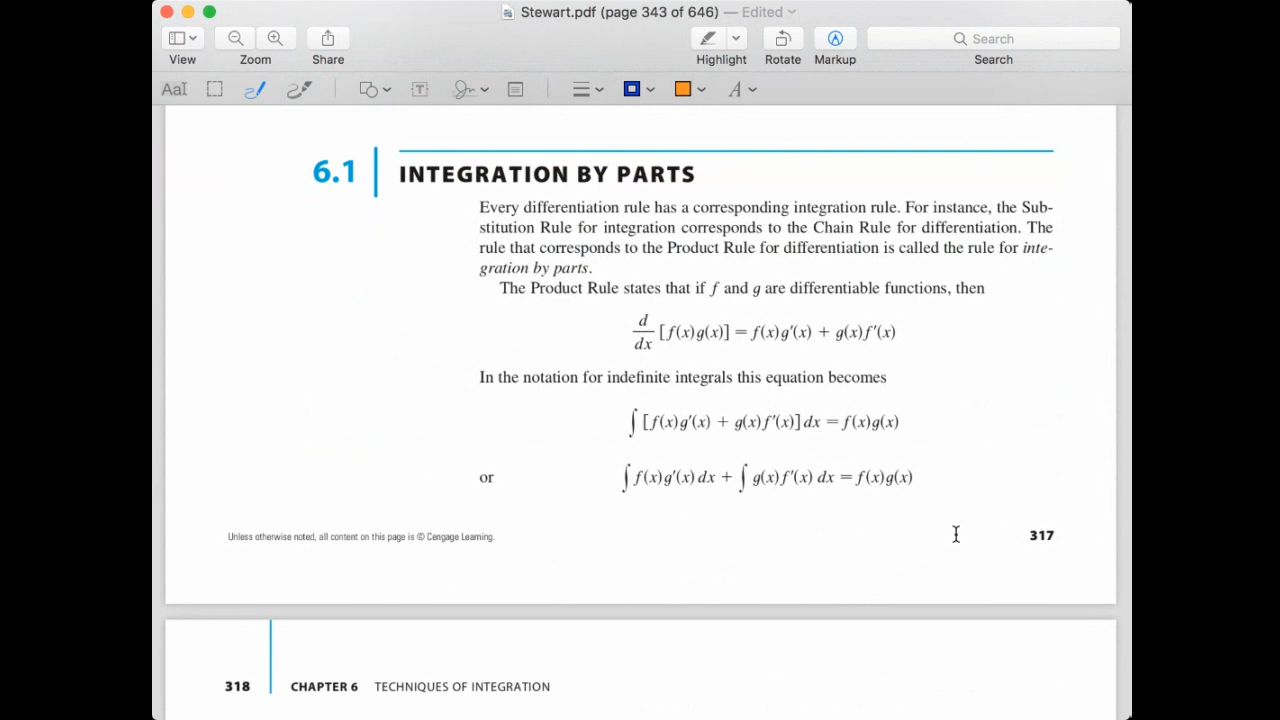 Stewart.pdf (page 343 of 646) — Edited
Search
View
Zoom
Share
Highlight
Rotate
Markup
Search
AaI
T
A
6.1 INTEGRATION BY PARTS
Every differentiation rule has a corresponding integration rule. For instance, the Sub-
stitution Rule for integration corresponds to the Chain Rule for differentiation. The
rule that corresponds to the Product Rule for differentiation is called the rule for inte-
gration by parts.
The Product Rule states that if f and g are differentiable functions, then
d/dx [f(x)g(x)] = f(x)g′(x) + g(x)f′(x)
In the notation for indefinite integrals this equation becomes
∫ [f(x)g′(x) + g(x)f′(x)] dx = f(x)g(x)
or ∫ f(x)g′(x) dx + ∫ g(x)f′(x) dx = f(x)g(x)
Unless otherwise noted, all content on this page is © Cengage Learning.
317
318 CHAPTER 6 TECHNIQUES OF INTEGRATION